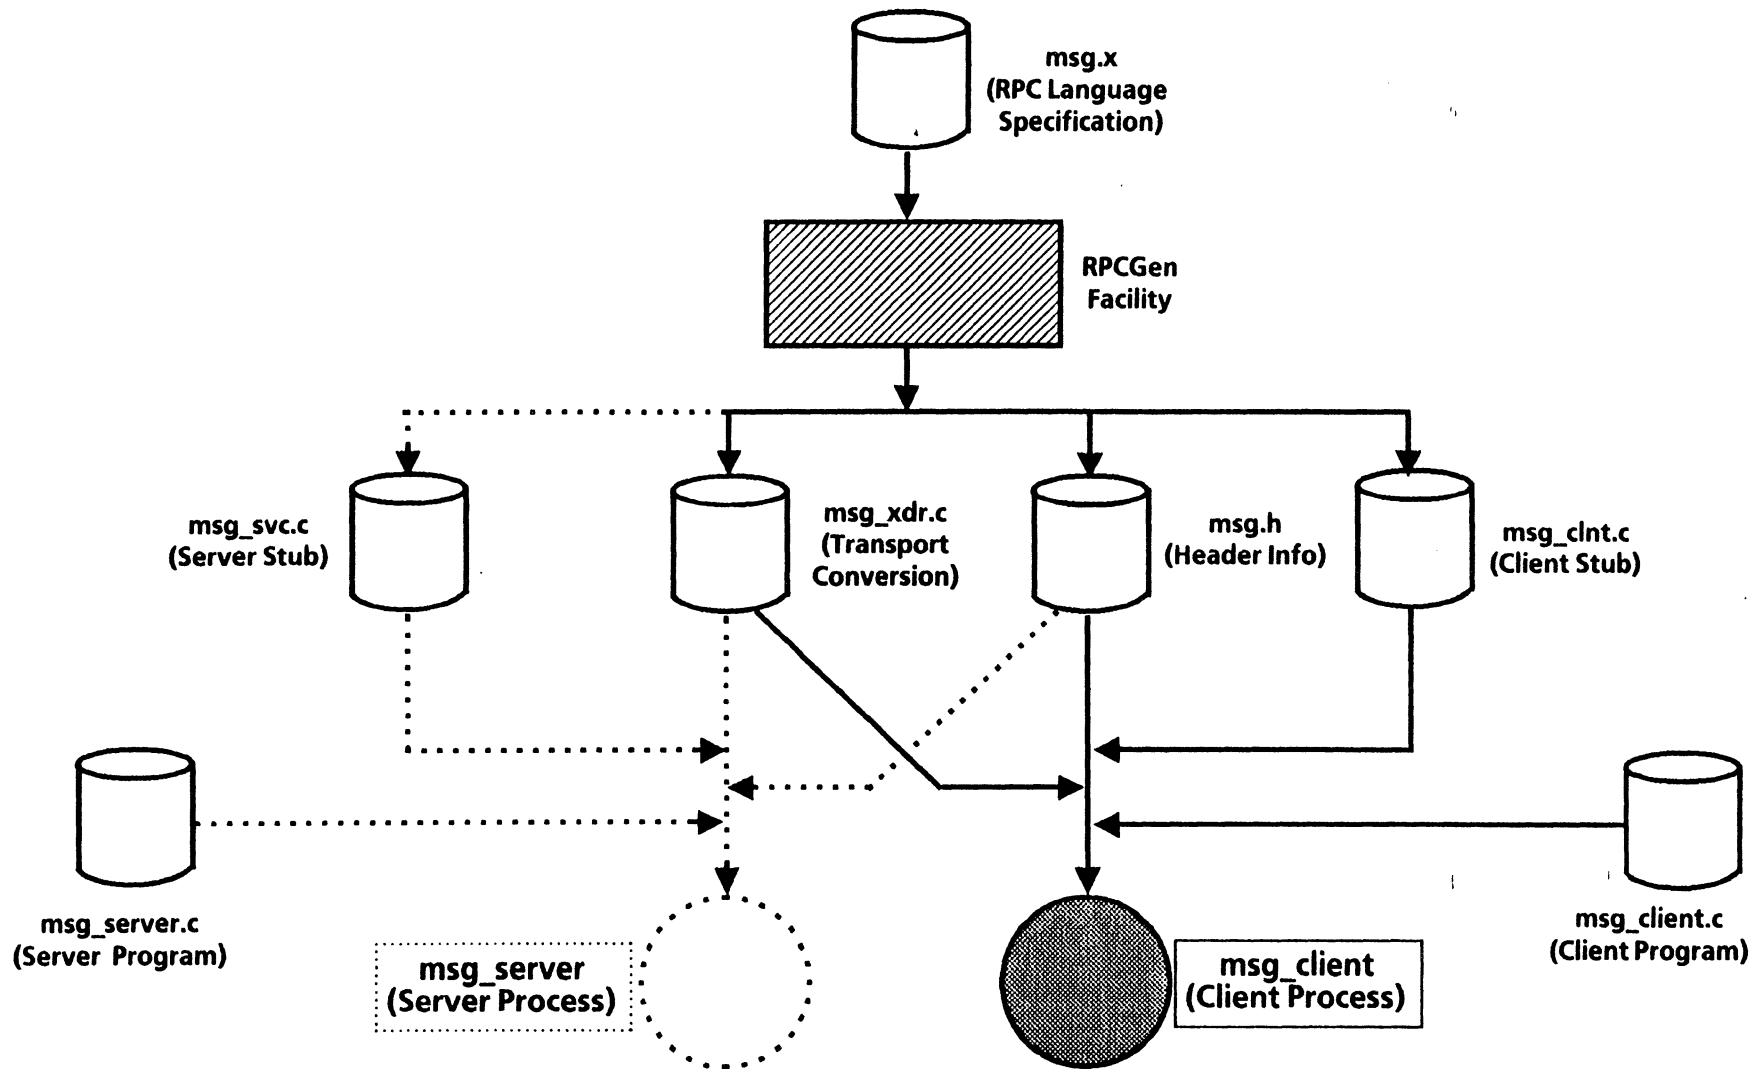 msg.x
(RPC Language
Specification)
RPCGen
Facility
msg_svc.c
(Server Stub)
msg_xdr.c
(Transport
Conversion)
msg.h
(Header Info)
msg_clnt.c
(Client Stub)
msg_server.c
(Server Program)
msg_server
(Server Process)
msg_client
(Client Process)
msg_client.c
(Client Program)